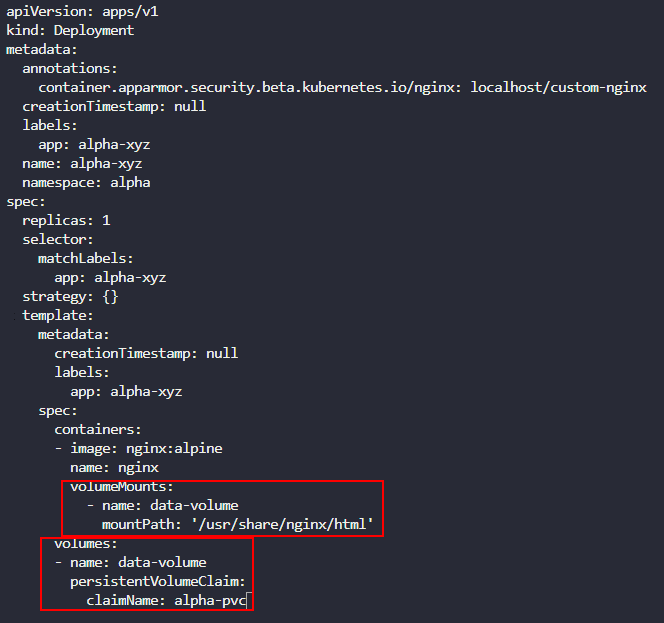 apiVersion: apps/v1
kind: Deployment
metadata:
  annotations:
    container.apparmor.security.beta.kubernetes.io/nginx: localhost/custom-nginx
  creationTimestamp: null
  labels:
    app: alpha-xyz
  name: alpha-xyz
  namespace: alpha
spec:
  replicas: 1
  selector:
    matchLabels:
      app: alpha-xyz
  strategy: {}
  template:
    metadata:
      creationTimestamp: null
      labels:
        app: alpha-xyz
    spec:
      containers:
      - image: nginx:alpine
        name: nginx
        volumeMounts:
          - name: data-volume
            mountPath: '/usr/share/nginx/html'
      volumes:
      - name: data-volume
        persistentVolumeClaim:
          claimName: alpha-pvc